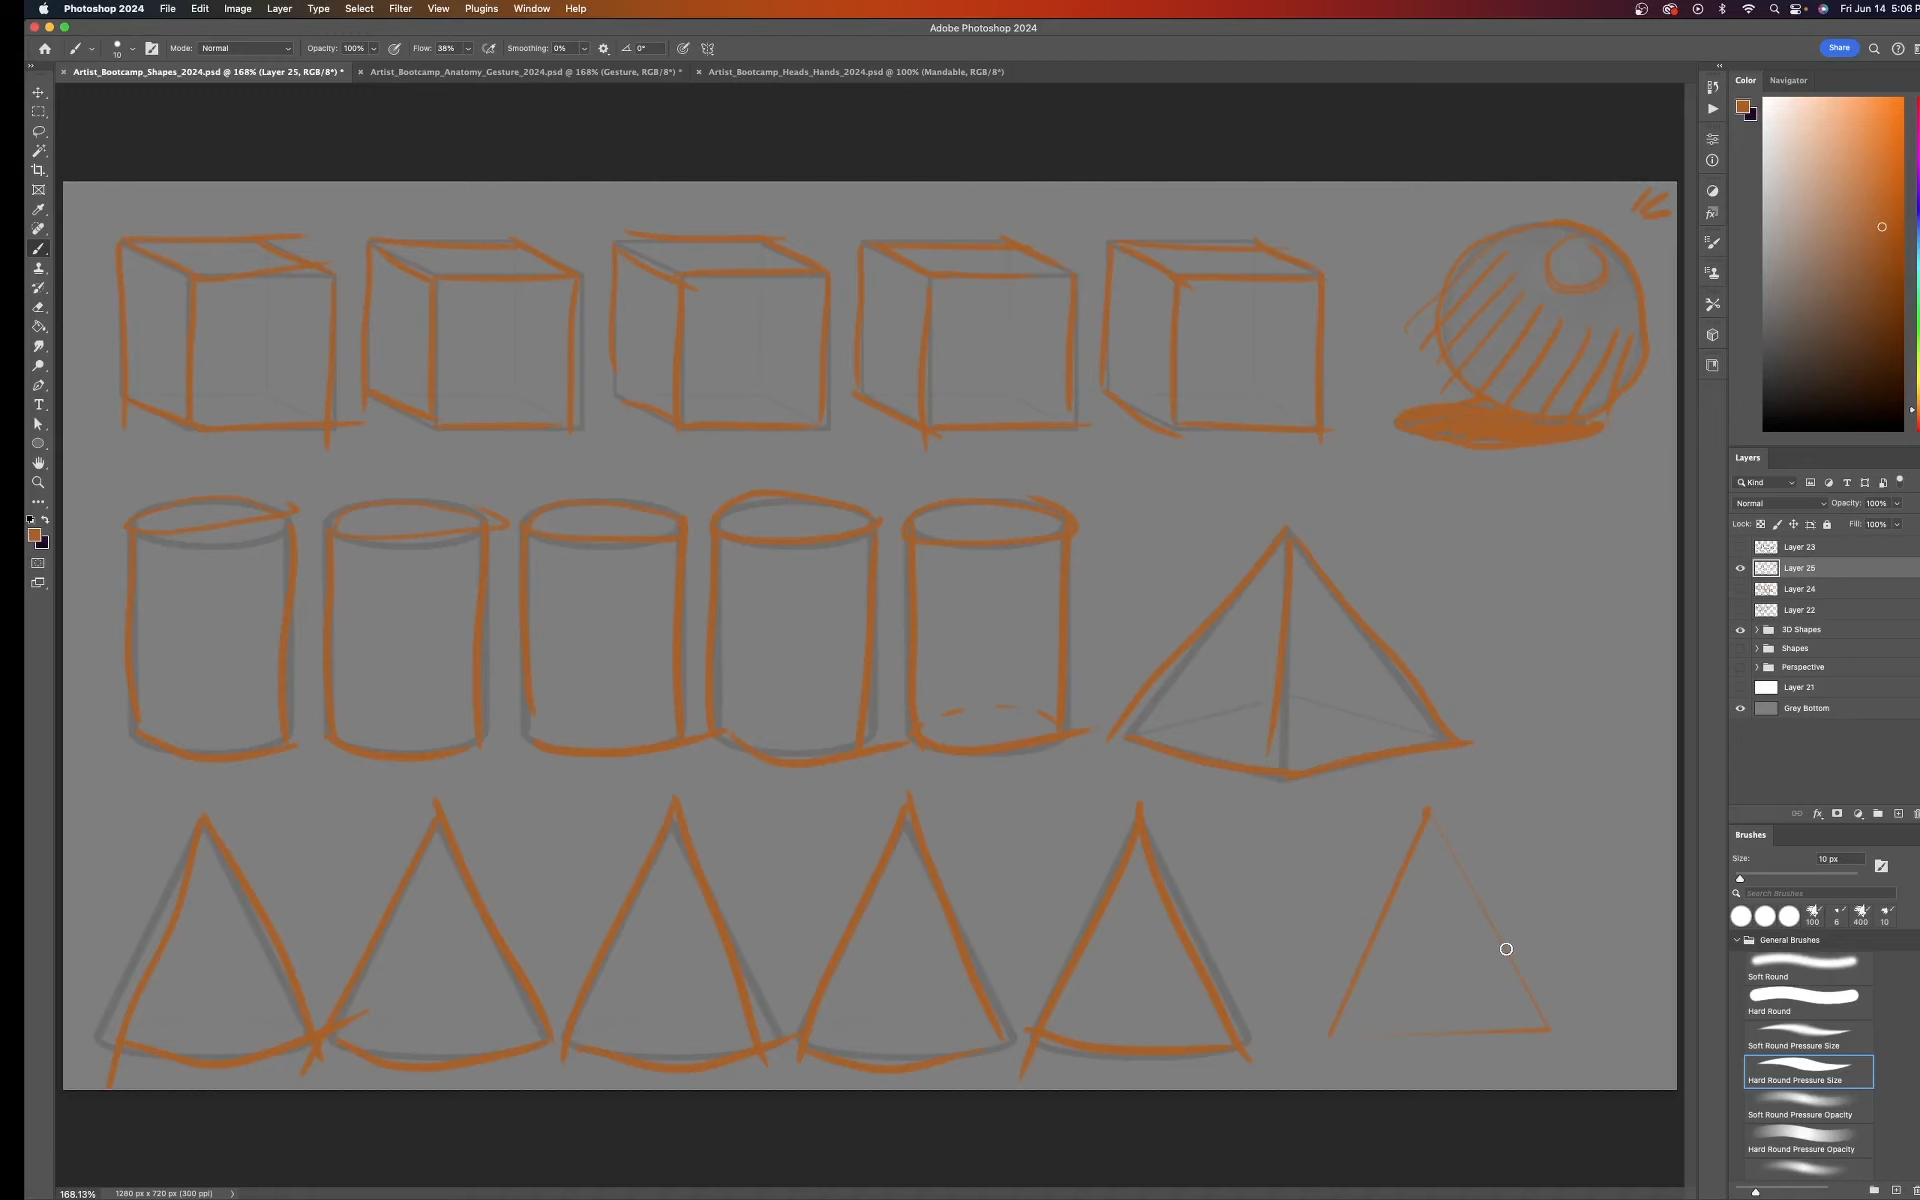 Photoshop 2024 File Edit Image Layer Type Select Filter View Plugins Window Help
Fri Jun 14 5:06 P
Adobe Photoshop 2024
10 Mode: Normal Opacity: 100% Flow: 38% Smoothing: 0% 0° Share
Artist_Bootcamp_Shapes_2024.psd @ 168% (Layer 25, RGB/8*) *
Artist_Bootcamp_Anatomy_Gesture_2024.psd @ 168% (Gesture, RGB/8*) *
Artist_Bootcamp_Heads_Hands_2024.psd @ 100% (Mandable, RGB/8*)
Color Navigator
Layers
Kind
Normal Opacity: 100%
Lock: Fill: 100%
Layer 23
Layer 25
Layer 24
Layer 22
3D Shapes
Shapes
Perspective
Layer 21
Grey Bottom
Brushes
Size: 10 px
Search Brushes
100 6 400 10
General Brushes
Soft Round
Hard Round
Soft Round Pressure Size
Hard Round Pressure Size
Soft Round Pressure Opacity
Hard Round Pressure Opacity
168.13% 1280 px x 720 px (300 ppi)